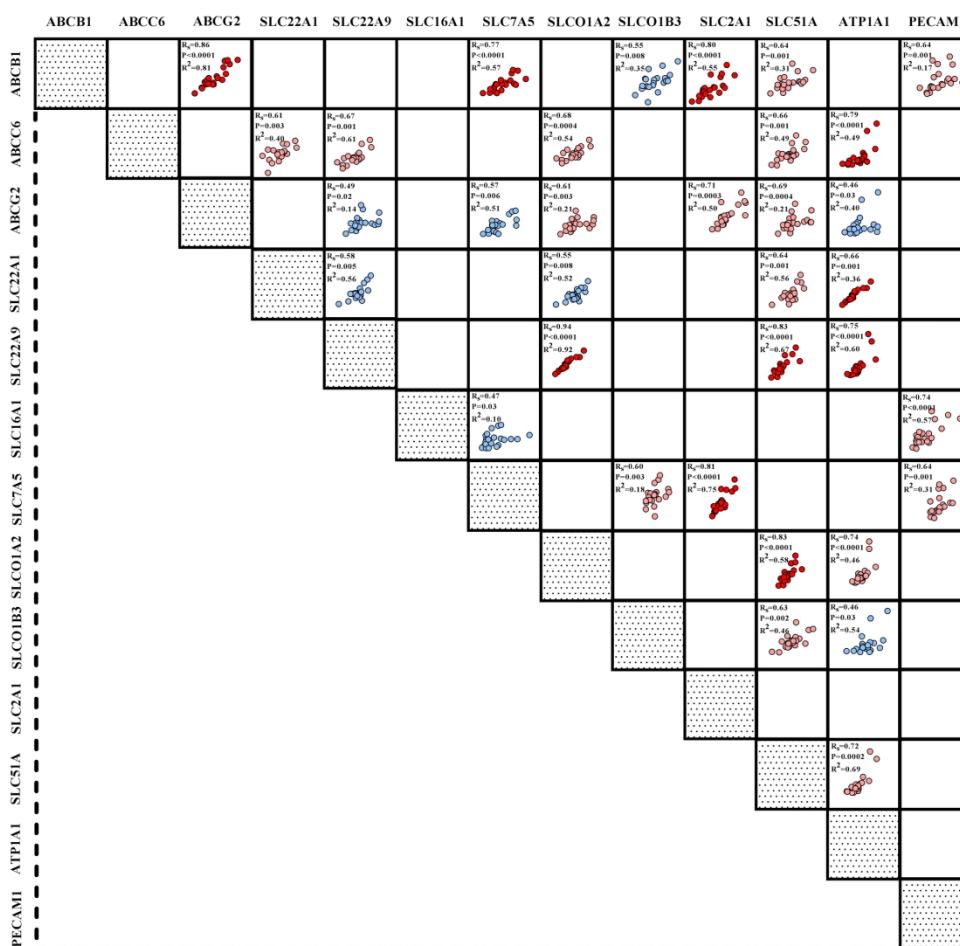 ABCB1 ABCC6 ABCG2 SLC22A1 SLC22A9 SLC16A1 SLC7A5 SLCO1A2 SLCO1B3 SLC2A1 SLC51A ATP1A1 PECAM
ABCB1
Rs=0.86
P<0.0001
R²=0.81
Rs=0.77
P<0.0001
R²=0.57
Rs=0.55
P=0.008
R²=0.35
Rs=0.80
P<0.0001
R²=0.55
Rs=0.64
P=0.001
R²=0.31
Rs=0.64
P=0.001
R²=0.17
ABCC6
Rs=0.61
P=0.003
R²=0.40
Rs=0.67
P=0.001
R²=0.61
Rs=0.68
P=0.0004
R²=0.54
Rs=0.66
P=0.001
R²=0.49
Rs=0.79
P<0.0001
R²=0.49
ABCG2
Rs=0.49
P=0.02
R²=0.14
Rs=0.57
P=0.006
R²=0.51
Rs=0.61
P=0.003
R²=0.21
Rs=0.71
P=0.0003
R²=0.50
Rs=0.69
P=0.0004
R²=0.21
Rs=0.46
P=0.03
R²=0.40
SLC22A1
Rs=0.58
P=0.005
R²=0.56
Rs=0.55
P=0.008
R²=0.52
Rs=0.64
P=0.001
R²=0.56
Rs=0.66
P=0.001
R²=0.36
SLC22A9
Rs=0.94
P<0.0001
R²=0.92
Rs=0.83
P<0.0001
R²=0.67
Rs=0.75
P<0.0001
R²=0.60
SLC16A1
Rs=0.47
P=0.03
R²=0.10
Rs=0.74
P<0.0001
R²=0.57
SLC7A5
Rs=0.60
P=0.003
R²=0.18
Rs=0.81
P<0.0001
R²=0.75
Rs=0.64
P=0.001
R²=0.31
SLCO1A2
Rs=0.83
P<0.0001
R²=0.58
Rs=0.74
P<0.0001
R²=0.46
SLCO1B3
Rs=0.63
P=0.002
R²=0.46
Rs=0.46
P=0.03
R²=0.54
SLC2A1
SLC51A
Rs=0.72
P=0.0002
R²=0.69
ATP1A1
PECAM1